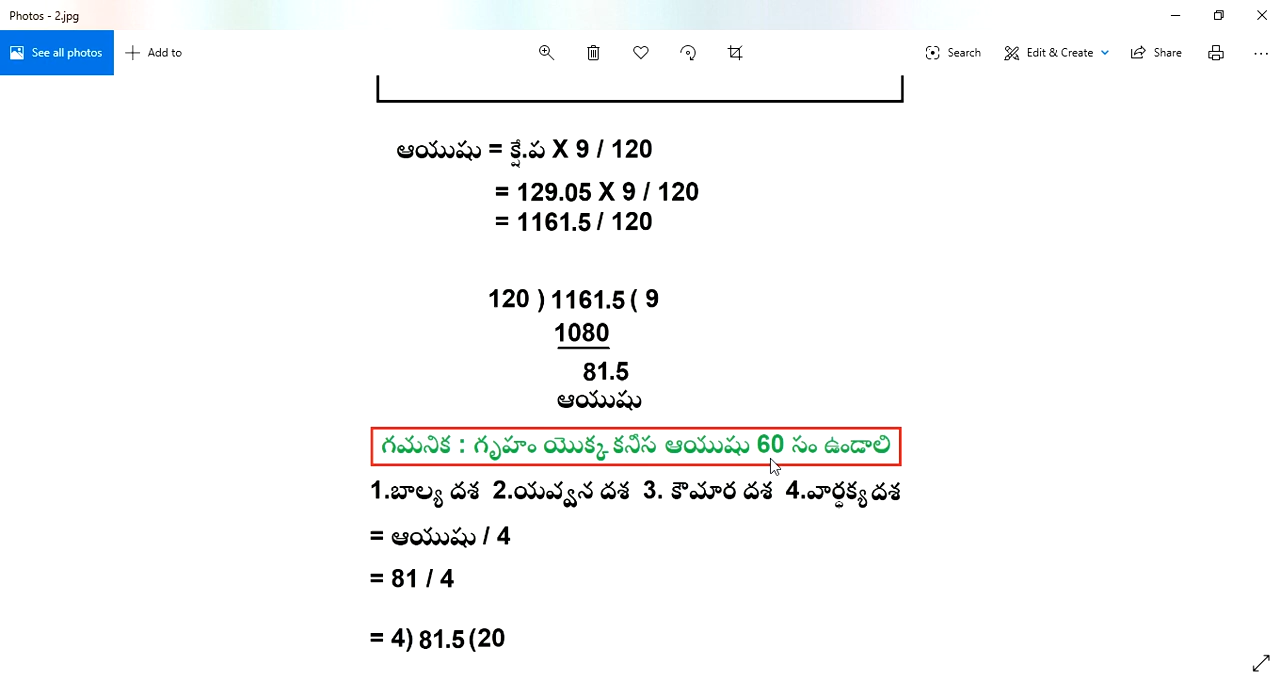 Photos - 2.jpg
See all photos Add to Search Edit & Create Share
ఆయుషు = క్షే.ప X 9 / 120
= 129.05 X 9 / 120
= 1161.5 / 120
120 ) 1161.5 ( 9
1080
81.5
ఆయుషు
గమనిక : గృహం యొక్క కనీస ఆయుషు 60 సం ఉండాలి
1.బాల్య దశ 2.యవ్వన దశ 3. కౌమార దశ 4.వార్ధక్య దశ
= ఆయుషు / 4
= 81 / 4
= 4) 81.5 (20